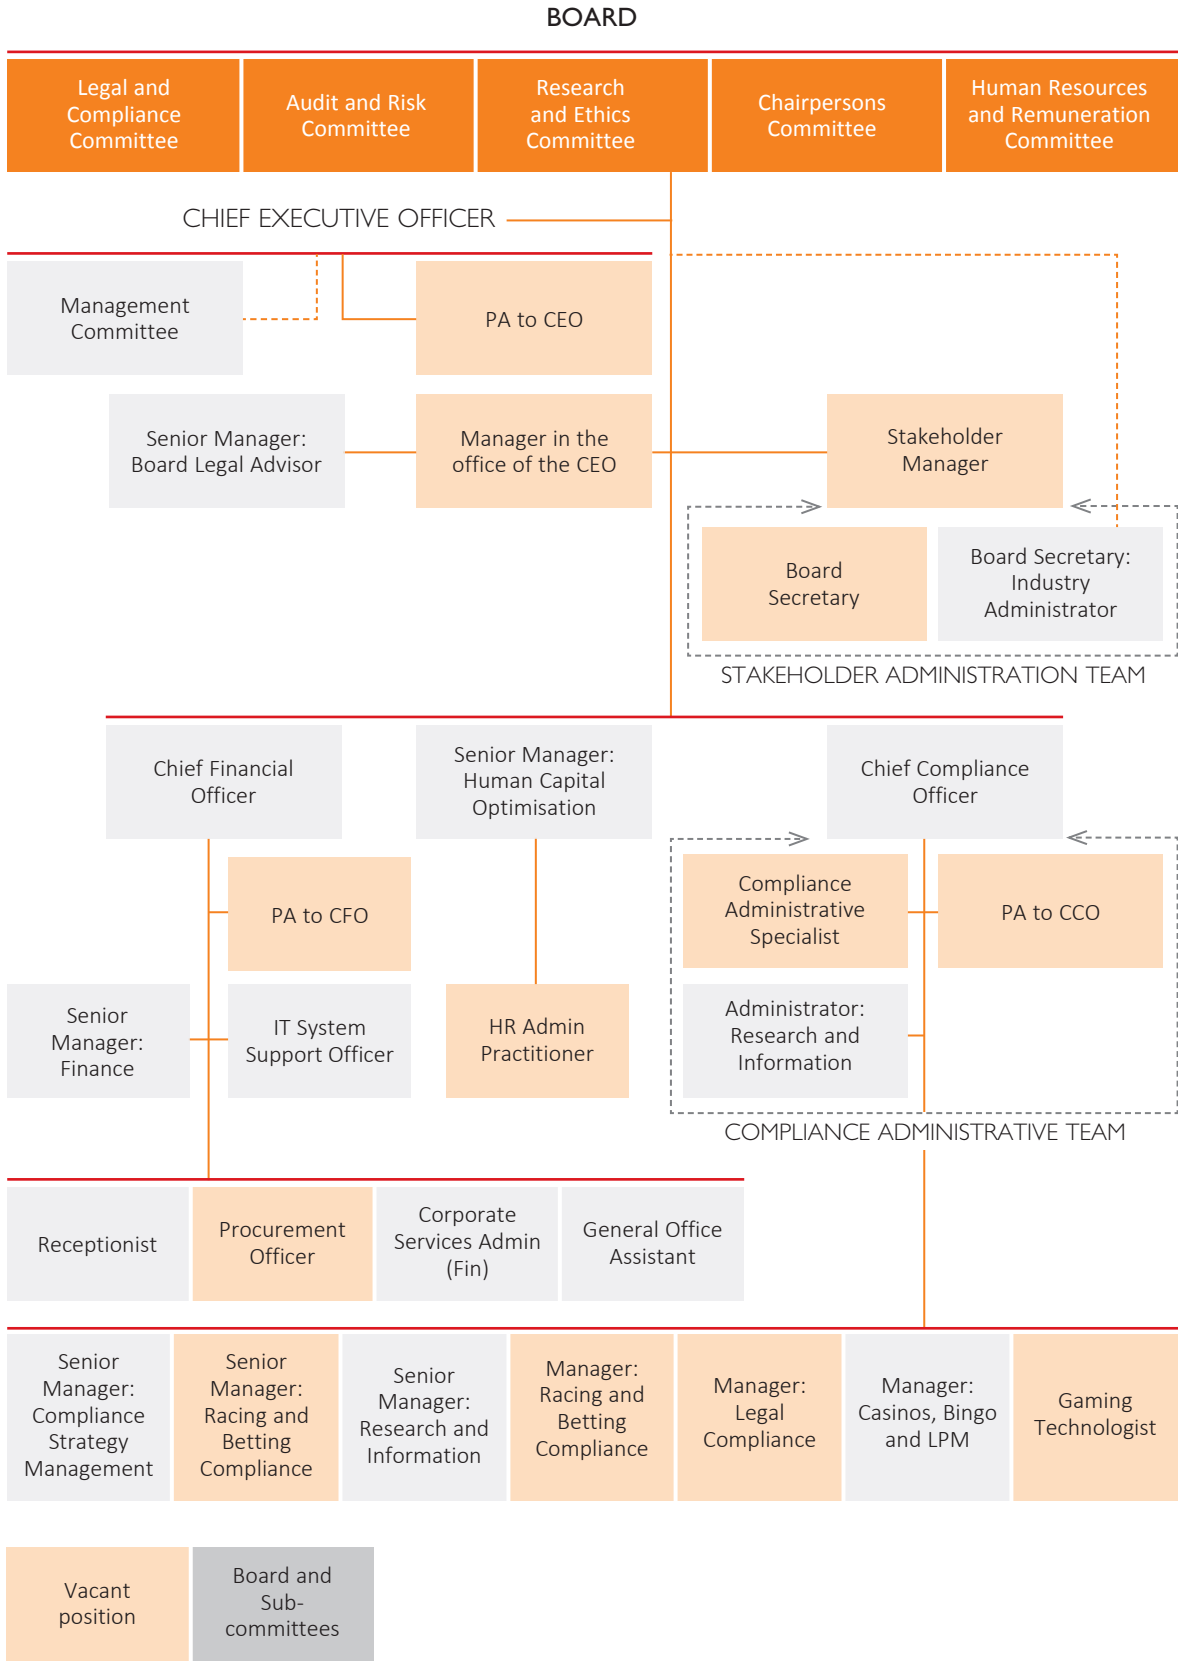 BOARD
Legal and
Compliance
Committee
Audit and Risk
Committee
Research
and Ethics
Committee
Chairpersons
Committee
Human Resources
and Remuneration
Committee
CHIEF EXECUTIVE OFFICER
Management
Committee
PA to CEO
Senior Manager:
Board Legal Advisor
Manager in the
office of the CEO
Stakeholder
Manager
Board
Secretary
Board Secretary:
Industry
Administrator
STAKEHOLDER ADMINISTRATION TEAM
Chief Financial
Officer
Senior Manager:
Human Capital
Optimisation
Chief Compliance
Officer
PA to CFO
Compliance
Administrative
Specialist
PA to CCO
Senior
Manager:
Finance
IT System
Support Officer
HR Admin
Practitioner
Administrator:
Research and
Information
COMPLIANCE ADMINISTRATIVE TEAM
Receptionist
Procurement
Officer
Corporate
Services Admin
(Fin)
General Office
Assistant
Senior
Manager:
Compliance
Strategy
Management
Senior
Manager:
Racing and
Betting
Compliance
Senior
Manager:
Research and
Information
Manager:
Racing and
Betting
Compliance
Manager:
Legal
Compliance
Manager:
Casinos, Bingo
and LPM
Gaming
Technologist
Vacant
position
Board and
Sub-
committees